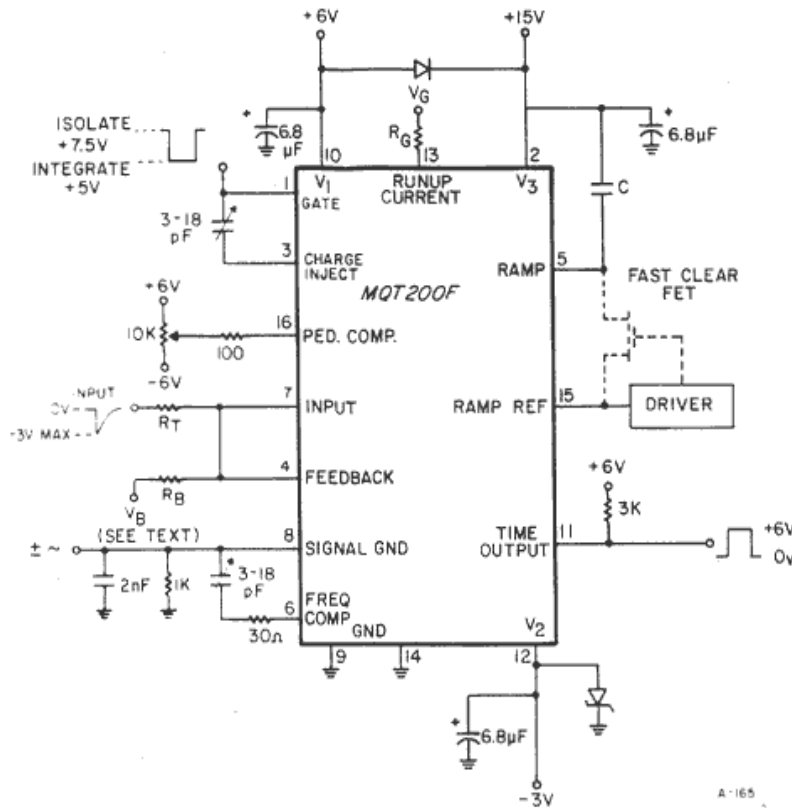 +6V
+15V
VG
RG
+
6.8
μF
+
6.8μF
ISOLATE
+7.5V
INTEGRATE
+5V
10
13
2
V1
RUNUP
CURRENT
V3
C
1
GATE
3-18
pF
*
3
CHARGE
INJECT
5
RAMP
FAST CLEAR
FET
MQT200F
+6V
10K
-6V
100
16
PED. COMP.
INPUT
0V
-3V MAX
RT
7
INPUT
15
RAMP REF
DRIVER
4
FEEDBACK
RB
VB
+6V
3K
(SEE TEXT)
± ~
8
SIGNAL GND
TIME
OUTPUT
11
+6V
0V
2nF
1K
*
3-18
pF
30Ω
6
FREQ
COMP
GND
V2
9
14
12
+
6.8μF
-3V
A-165